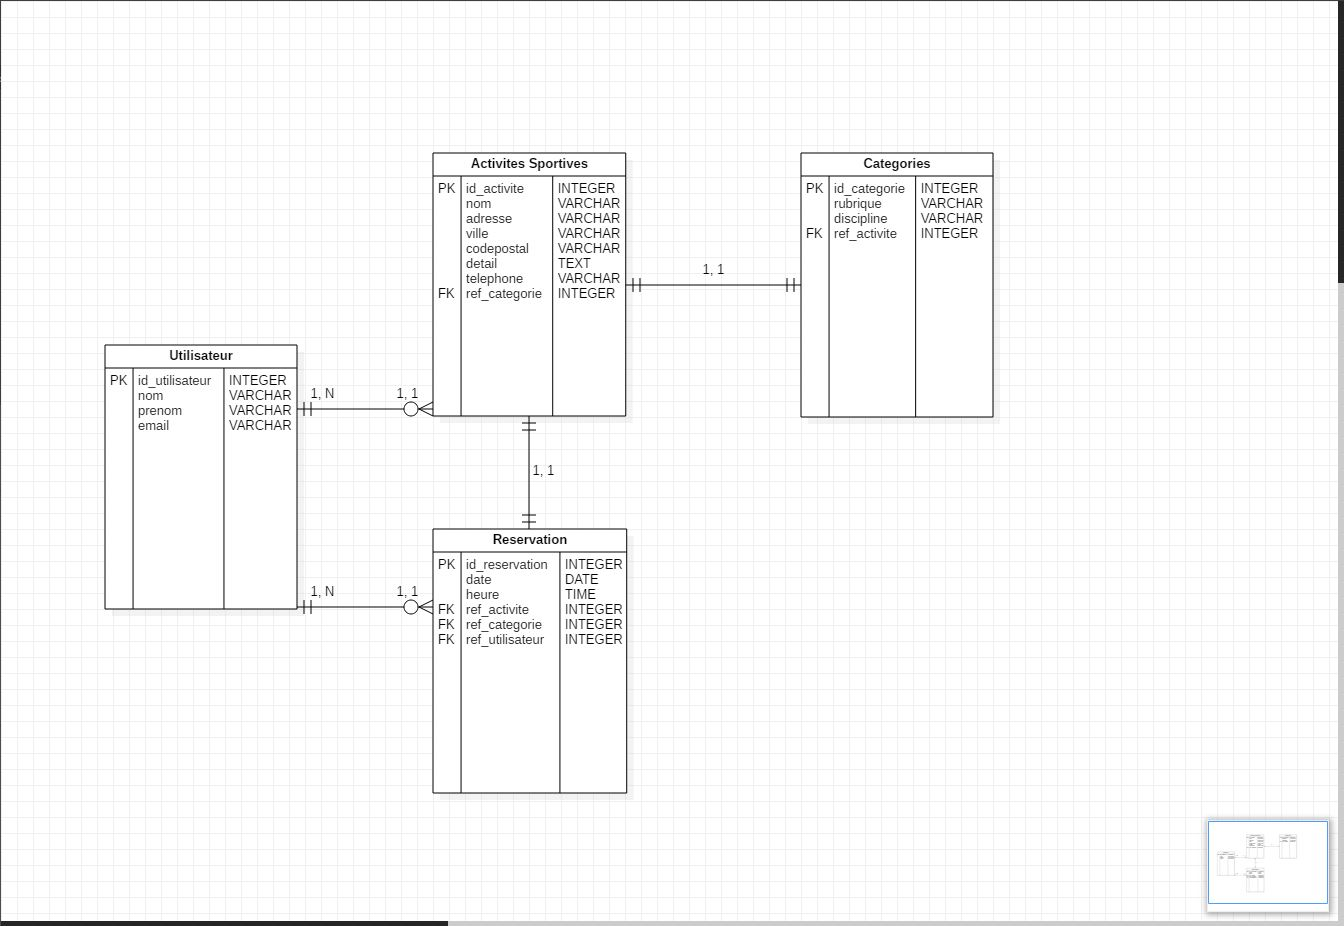 Activites Sportives
PK id_activite INTEGER
nom VARCHAR
adresse VARCHAR
ville VARCHAR
codepostal VARCHAR
detail TEXT
telephone VARCHAR
FK ref_categorie INTEGER
Categories
PK id_categorie INTEGER
rubrique VARCHAR
discipline VARCHAR
FK ref_activite INTEGER
1, 1
Utilisateur
PK id_utilisateur INTEGER
nom VARCHAR
prenom VARCHAR
email VARCHAR
1, N 1, 1
1, 1
Reservation
PK id_reservation INTEGER
date DATE
heure TIME
FK ref_activite INTEGER
FK ref_categorie INTEGER
FK ref_utilisateur INTEGER
1, N 1, 1